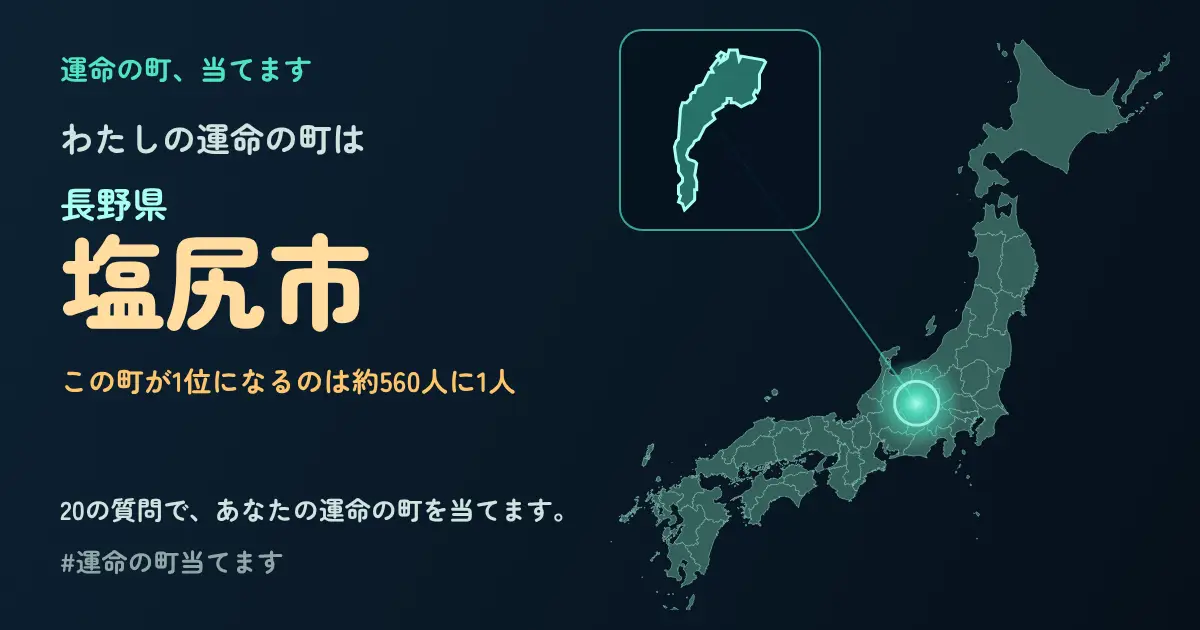 運命の町、当てます
わたしの運命の町は
長野県
塩尻市
この町が1位になるのは約560人に1人
20の質問で、あなたの運命の町を当てます。
#運命の町当てます